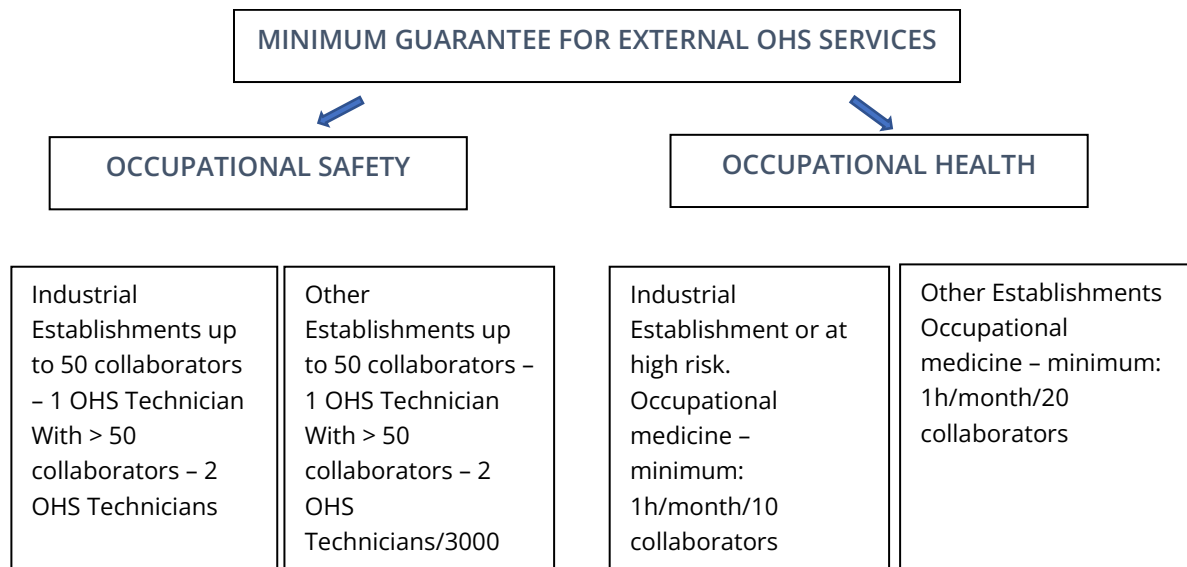 MINIMUM GUARANTEE FOR EXTERNAL OHS SERVICES
OCCUPATIONAL SAFETY
OCCUPATIONAL HEALTH
Industrial
Establishments up
to 50 collaborators
– 1 OHS Technician
With > 50
collaborators – 2
OHS Technicians
Other
Establishments up
to 50 collaborators –
1 OHS Technician
With > 50
collaborators – 2
OHS
Technicians/3000
Industrial
Establishment or at
high risk.
Occupational
medicine –
minimum:
1h/month/10
collaborators
Other Establishments
Occupational
medicine – minimum:
1h/month/20
collaborators